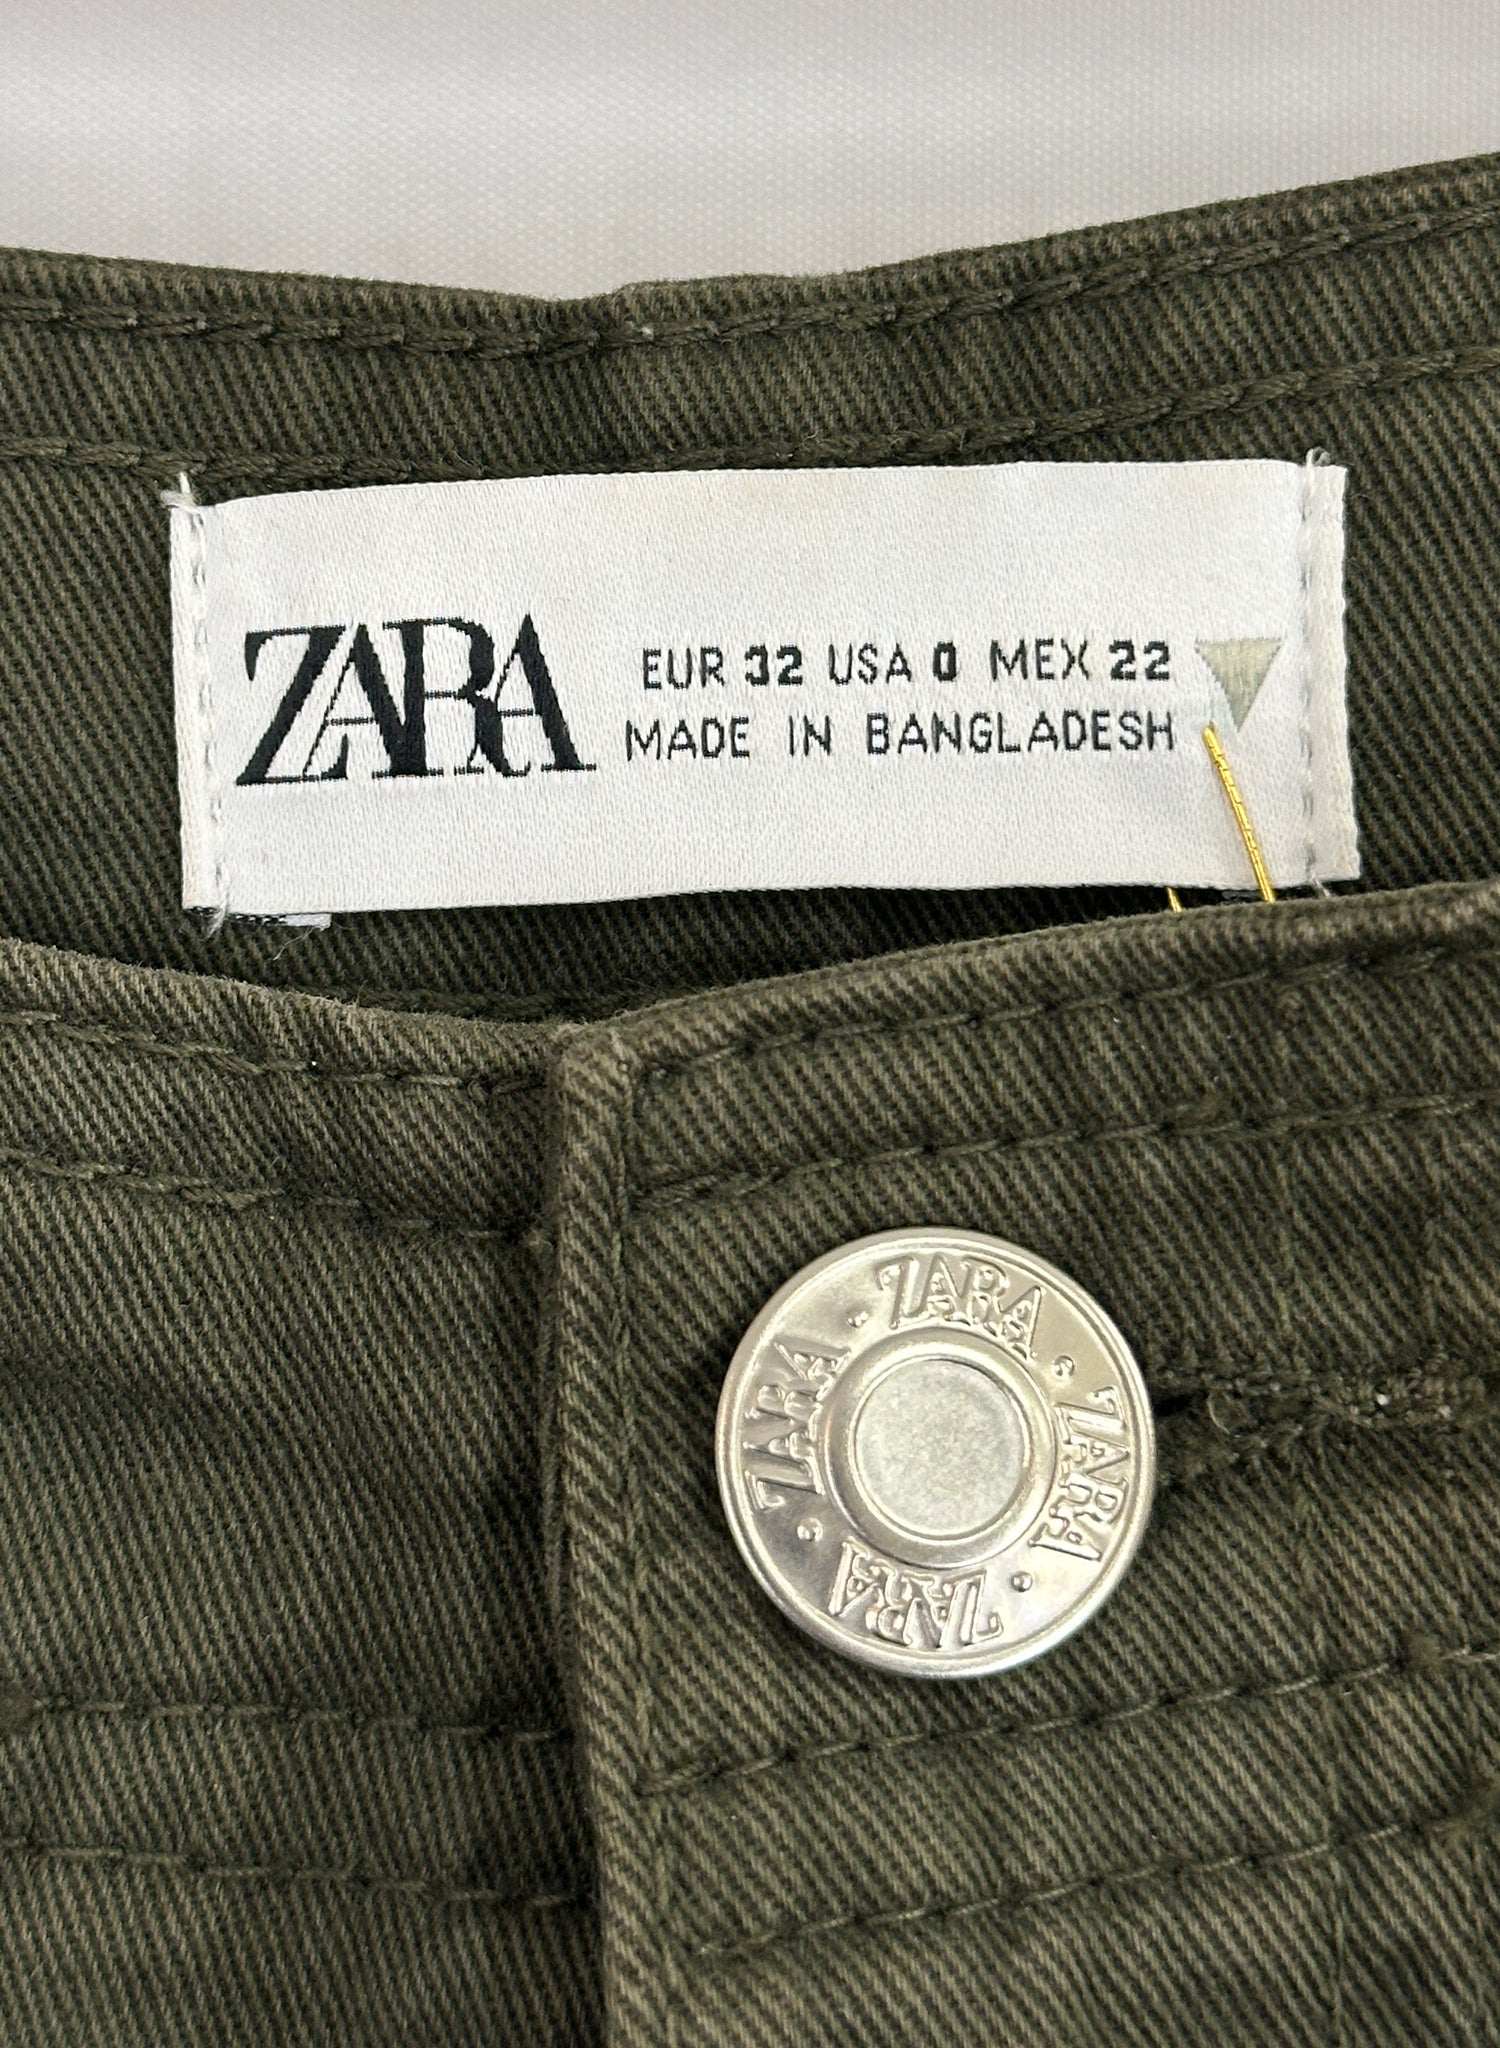 ZARA
EUR 32 USA 0 MEX 22
MADE IN BANGLADESH
ZARA · ZARA · ZARA · ZARA ·